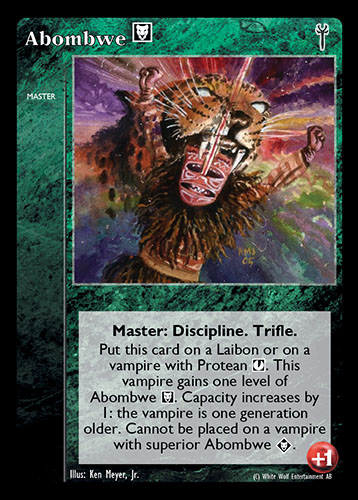 Abombwe
MASTER
RMJ
Master: Discipline. Trifle.
Put this card on a Laibon or on a
vampire with Protean . This
vampire gains one level of
Abombwe . Capacity increases by
1: the vampire is one generation
older. Cannot be placed on a vampire
with superior Abombwe .
+1
Illus: Ken Meyer, Jr.
(C) White Wolf Entertainment AB